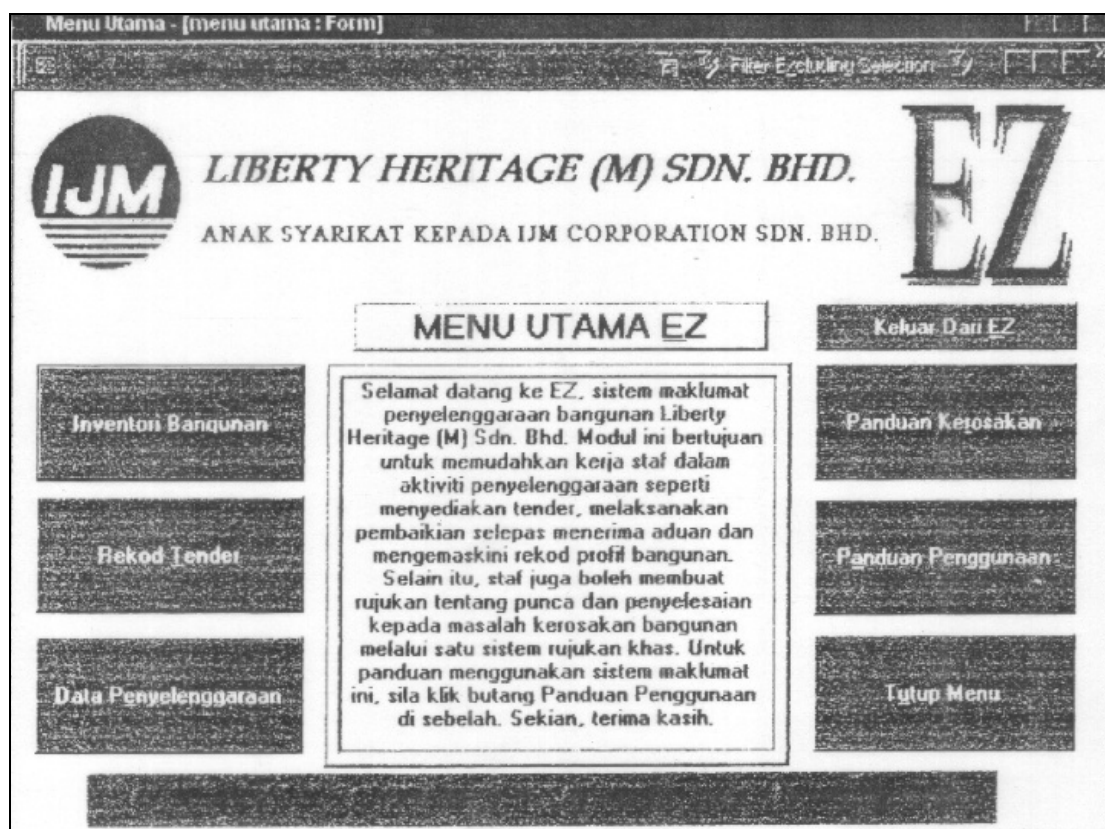 Menu Utama - [menu utama : Form]
Filter Excluding Selection
IJM
LIBERTY HERITAGE (M) SDN. BHD.
ANAK SYARIKAT KEPADA IJM CORPORATION SDN. BHD.
EZ
MENU UTAMA EZ
Keluar Dari EZ
Inventori Bangunan
Rekod Tender
Data Penyelenggaraan
Selamat datang ke EZ, sistem maklumat
penyelenggaraan bangunan Liberty
Heritage (M) Sdn. Bhd. Modul ini bertujuan
untuk memudahkan kerja staf dalam
aktiviti penyelenggaraan seperti
menyediakan tender, melaksanakan
pembaikian selepas menerima aduan dan
mengemaskini rekod profil bangunan.
Selain itu, staf juga boleh membuat
rujukan tentang punca dan penyelesaian
kepada masalah kerosakan bangunan
melalui satu sistem rujukan khas. Untuk
panduan menggunakan sistem maklumat
ini, sila klik butang Panduan Penggunaan
di sebelah. Sekian, terima kasih.
Panduan Kerosakan
Panduan Penggunaan
Tutup Menu